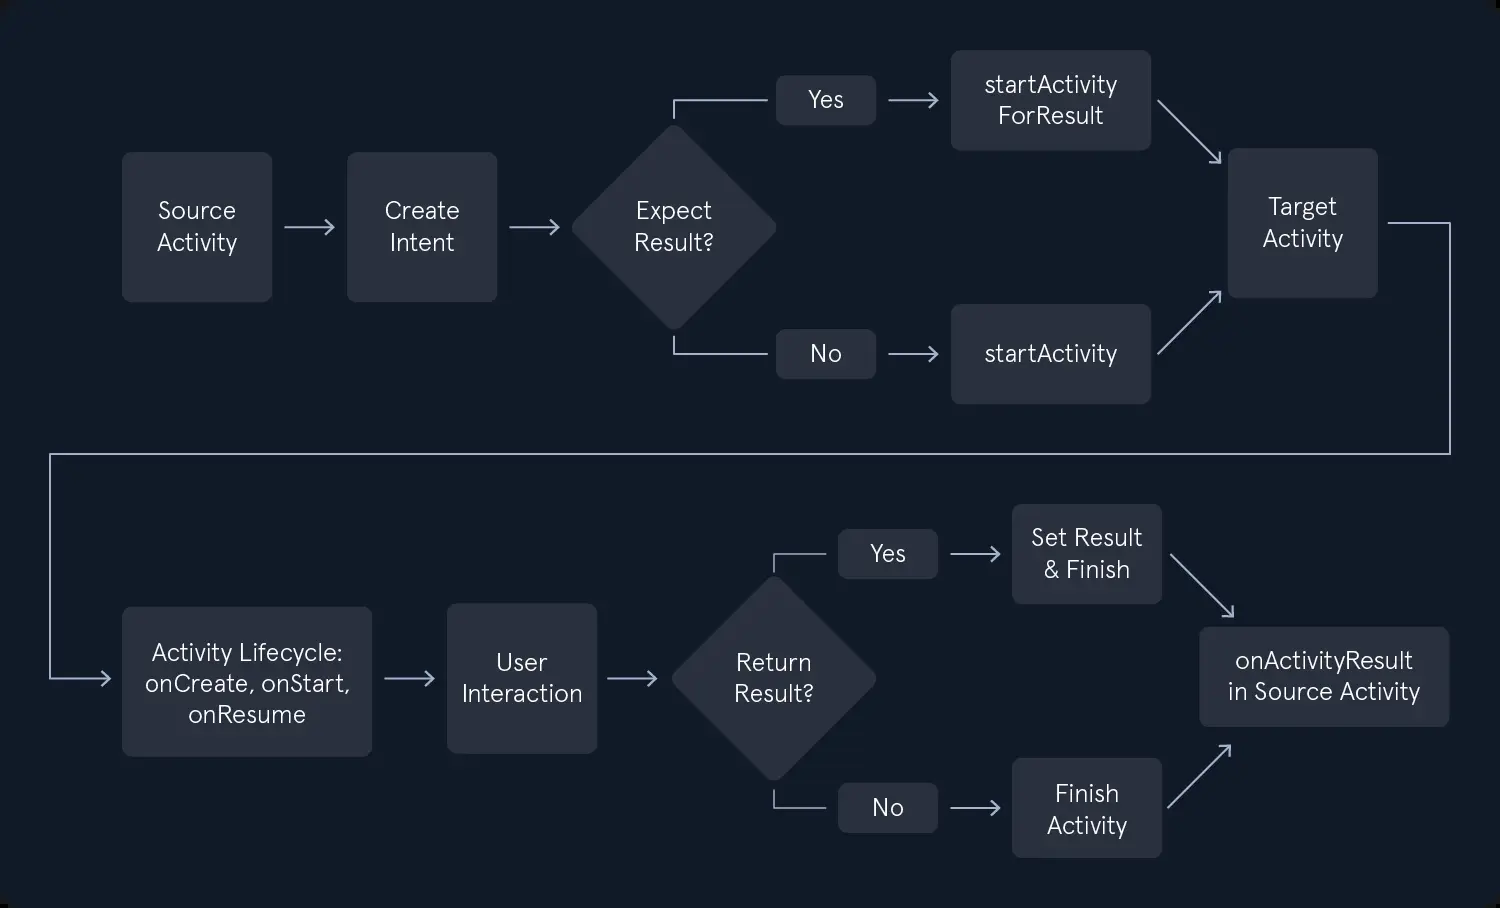 Source
Activity
Create
Intent
Expect
Result?
Yes
startActivity
ForResult
No
startActivity
Target
Activity
Activity Lifecycle:
onCreate, onStart,
onResume
User
Interaction
Return
Result?
Yes
Set Result
& Finish
No
Finish
Activity
onActivityResult
in Source Activity